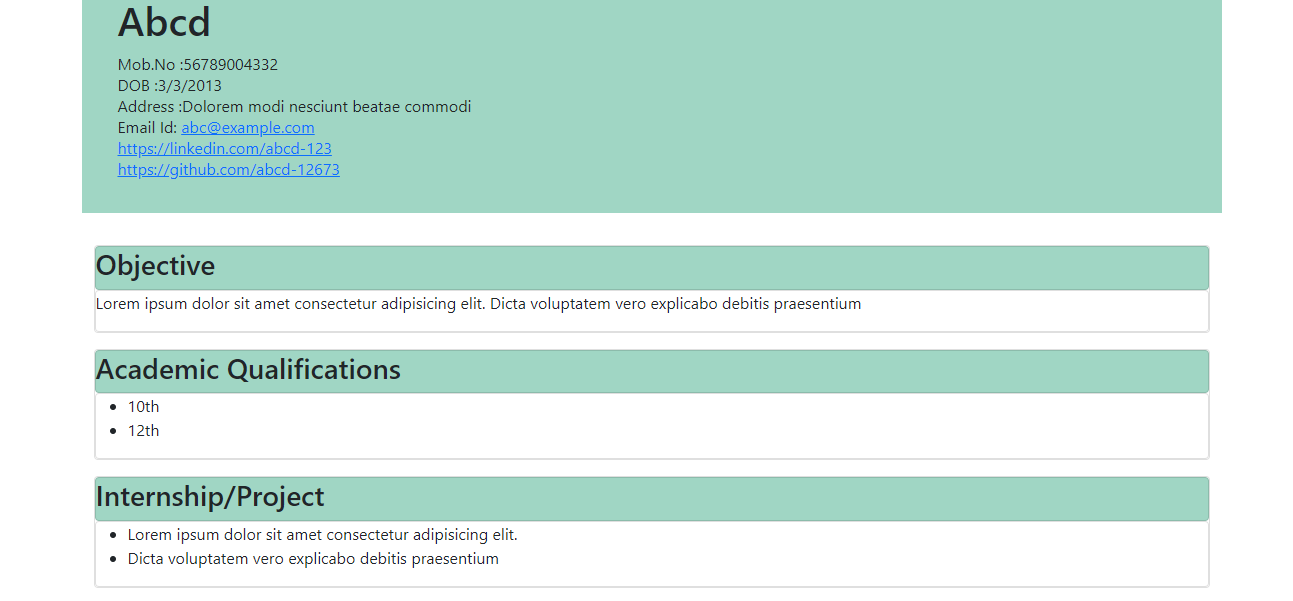 Abcd
Mob.No :56789004332
DOB :3/3/2013
Address :Dolorem modi nesciunt beatae commodi
Email Id: abc@example.com
https://linkedin.com/abcd-123
https://github.com/abcd-12673
Objective
Lorem ipsum dolor sit amet consectetur adipisicing elit. Dicta voluptatem vero explicabo debitis praesentium
Academic Qualifications
• 10th
• 12th
Internship/Project
• Lorem ipsum dolor sit amet consectetur adipisicing elit.
• Dicta voluptatem vero explicabo debitis praesentium